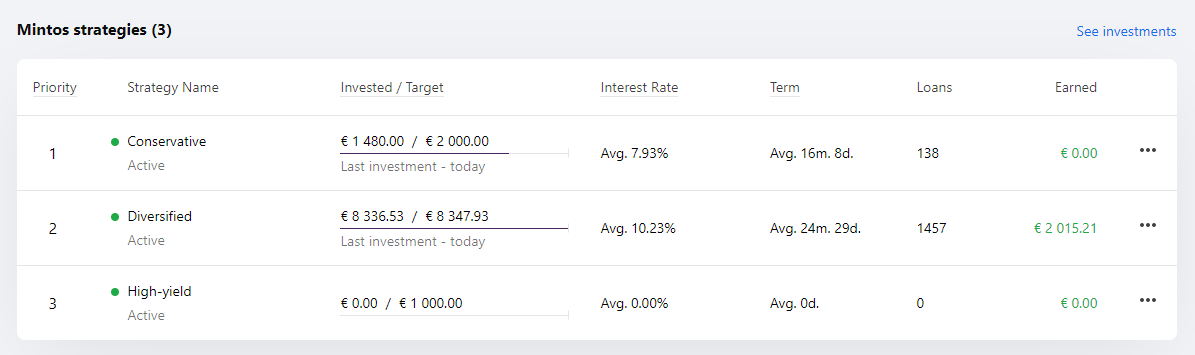 Mintos strategies (3)
See investments
Priority Strategy Name Invested / Target Interest Rate Term Loans Earned
1 Conservative € 1 480.00 / € 2 000.00 Avg. 7.93% Avg. 16m. 8d. 138 € 0.00
Active Last investment - today
2 Diversified € 8 336.53 / € 8 347.93 Avg. 10.23% Avg. 24m. 29d. 1457 € 2 015.21
Active Last investment - today
3 High-yield € 0.00 / € 1 000.00 Avg. 0.00% Avg. 0d. 0 € 0.00
Active